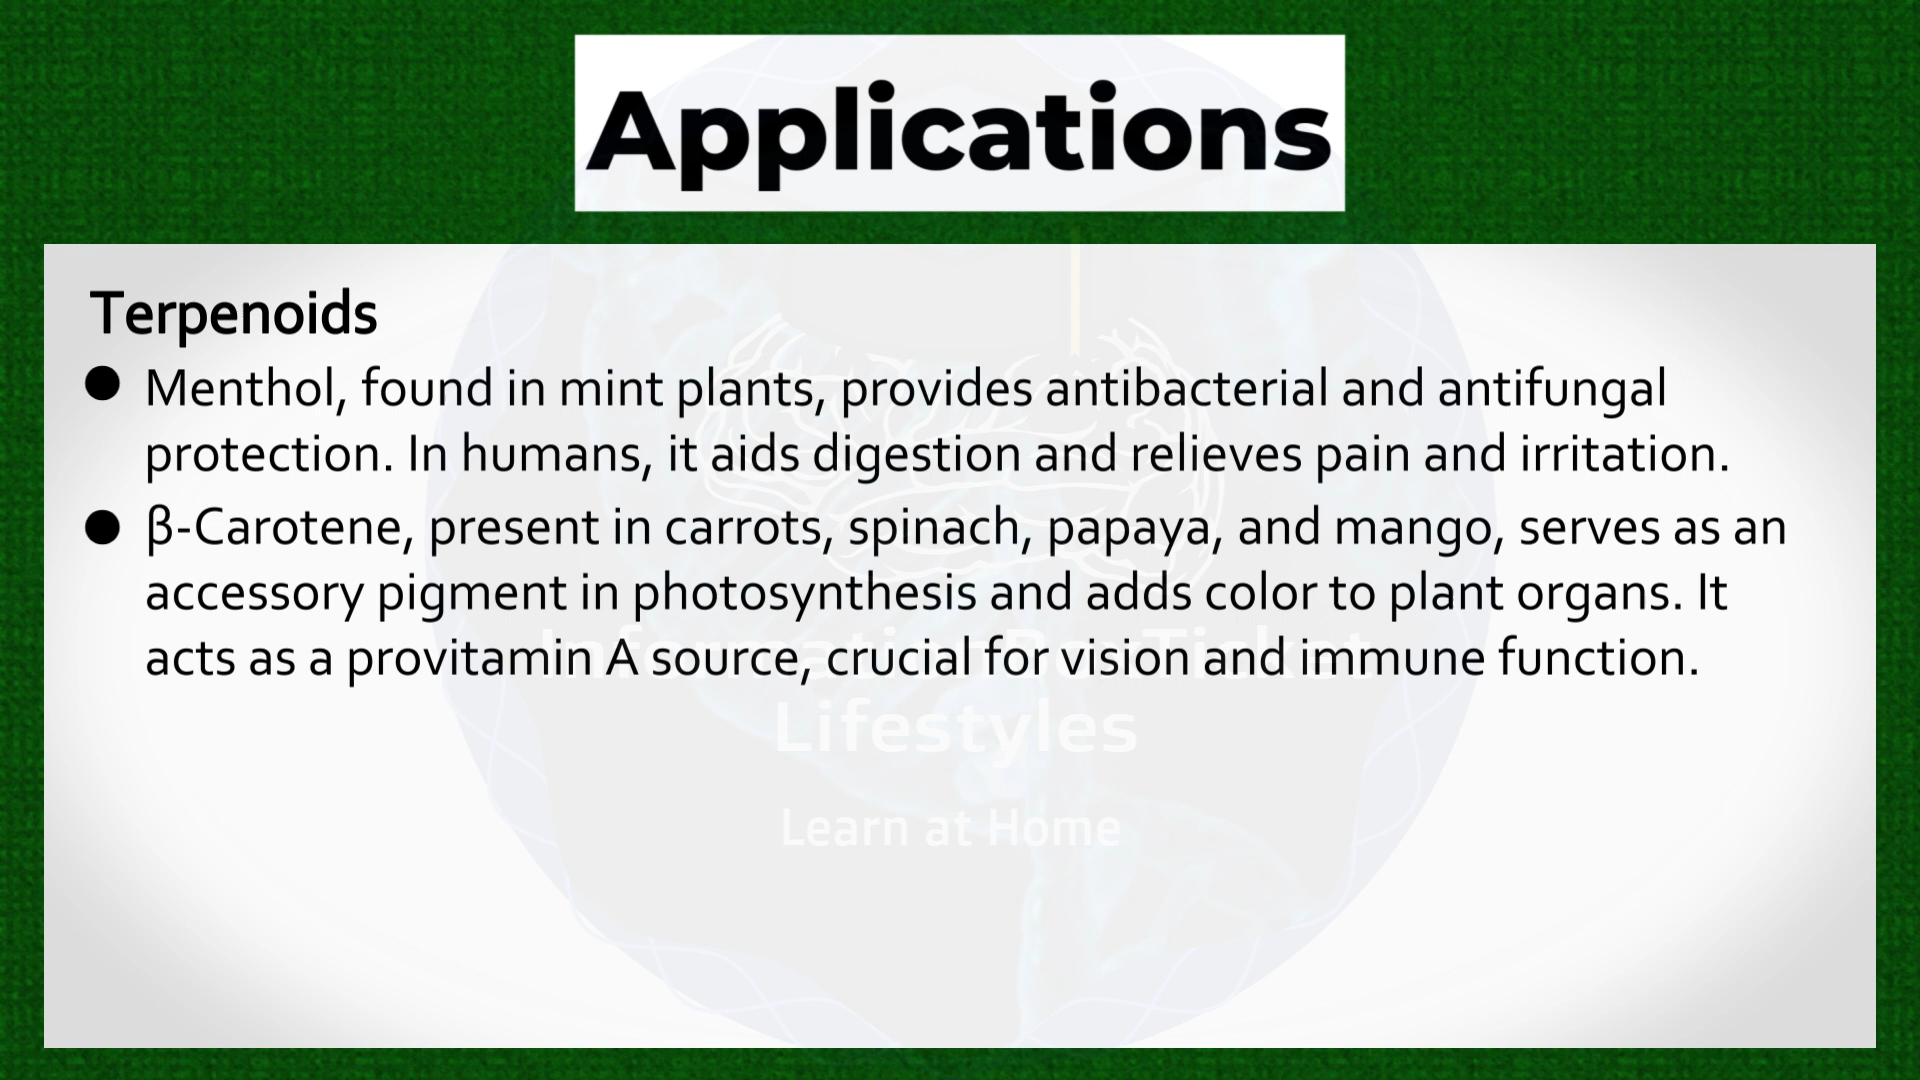 Applications
Terpenoids
● Menthol, found in mint plants, provides antibacterial and antifungal
protection. In humans, it aids digestion and relieves pain and irritation.
● β-Carotene, present in carrots, spinach, papaya, and mango, serves as an
accessory pigment in photosynthesis and adds color to plant organs. It
acts as a provitamin A source, crucial for vision and immune function.
Lifestyles
Learn at Home